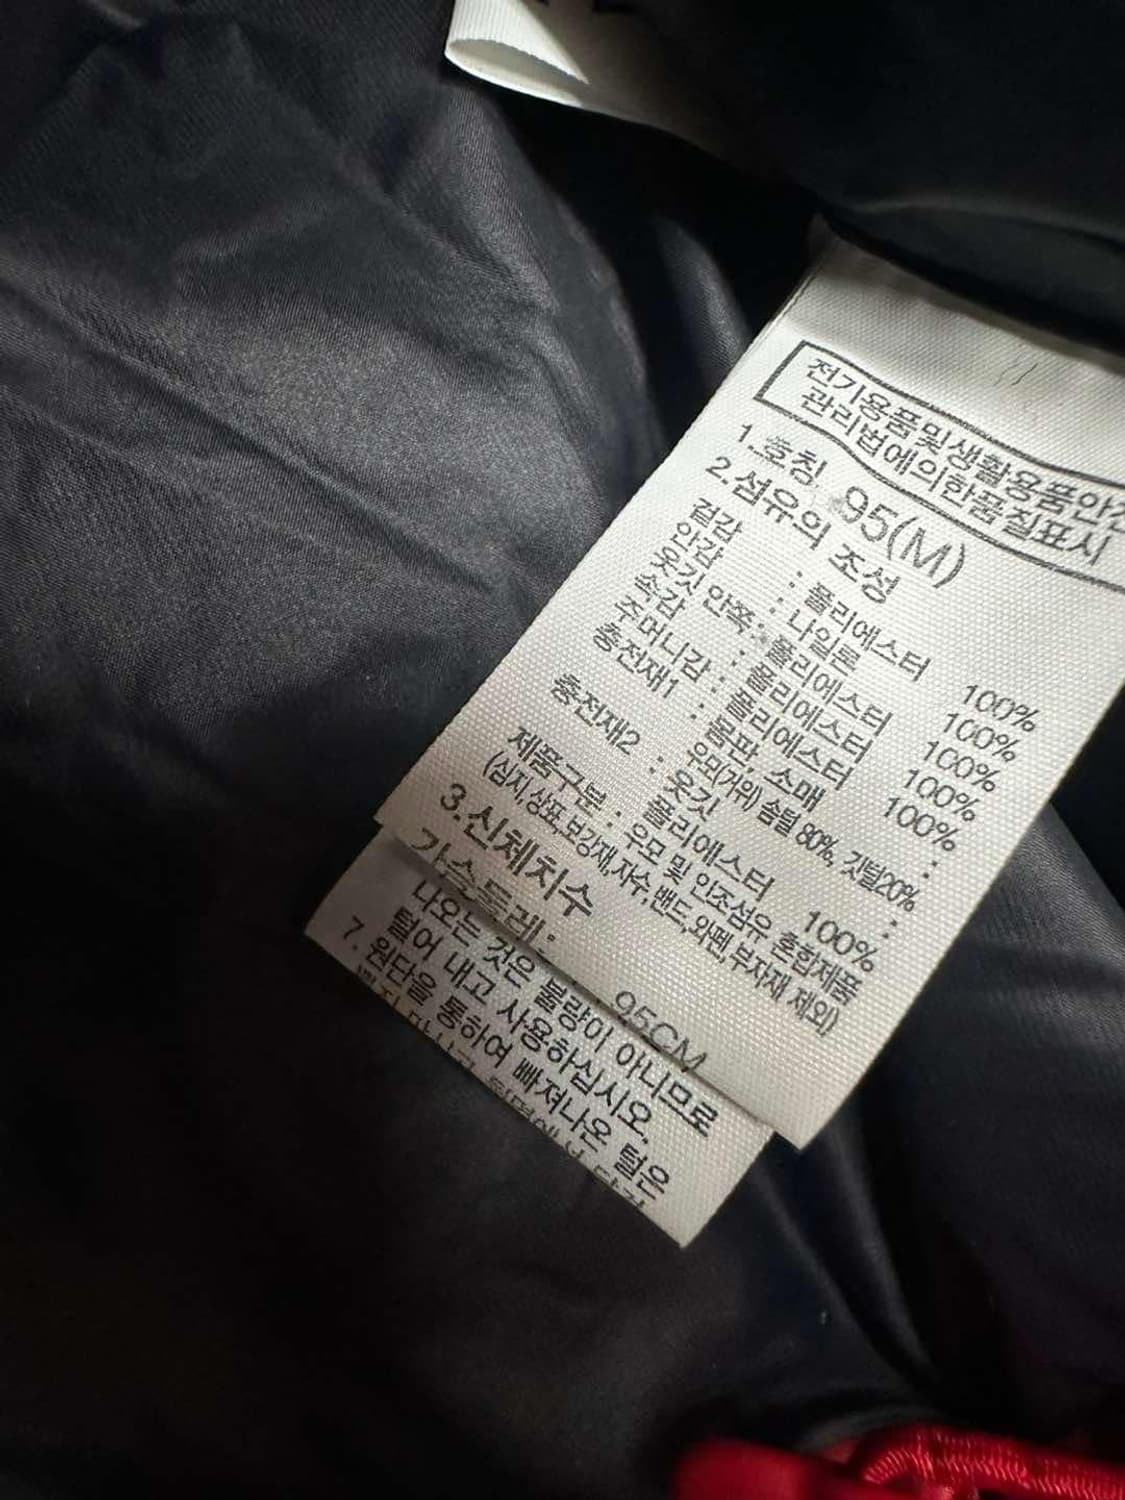 전기용품및생활용품안전
관리법에의한품질표시
1.호칭 95(M)
2.섬유의 조성
겉감 : 폴리에스터 100%
안감 : 나일론 100%
옷깃 안쪽: 폴리에스터 100%
속감 : 폴리에스터 100%
주머니감 : 폴리에스터 100%
충전재1 : 몸판, 소매 :
우모(거위) 솜털 80%, 깃털20%
충전재2 : 옷깃 :
폴리에스터 100%
제품구분 : 우모 및 인조섬유 혼합제품
(심지,상표,보강재,자수,밴드,와펜,부자재 제외)
3.신체치수
가슴둘레: 95CM
나오는 것은 불량이 아니므로
털어 내고 사용하십시오.
7. 원단을 통하여 빠져나온 털은